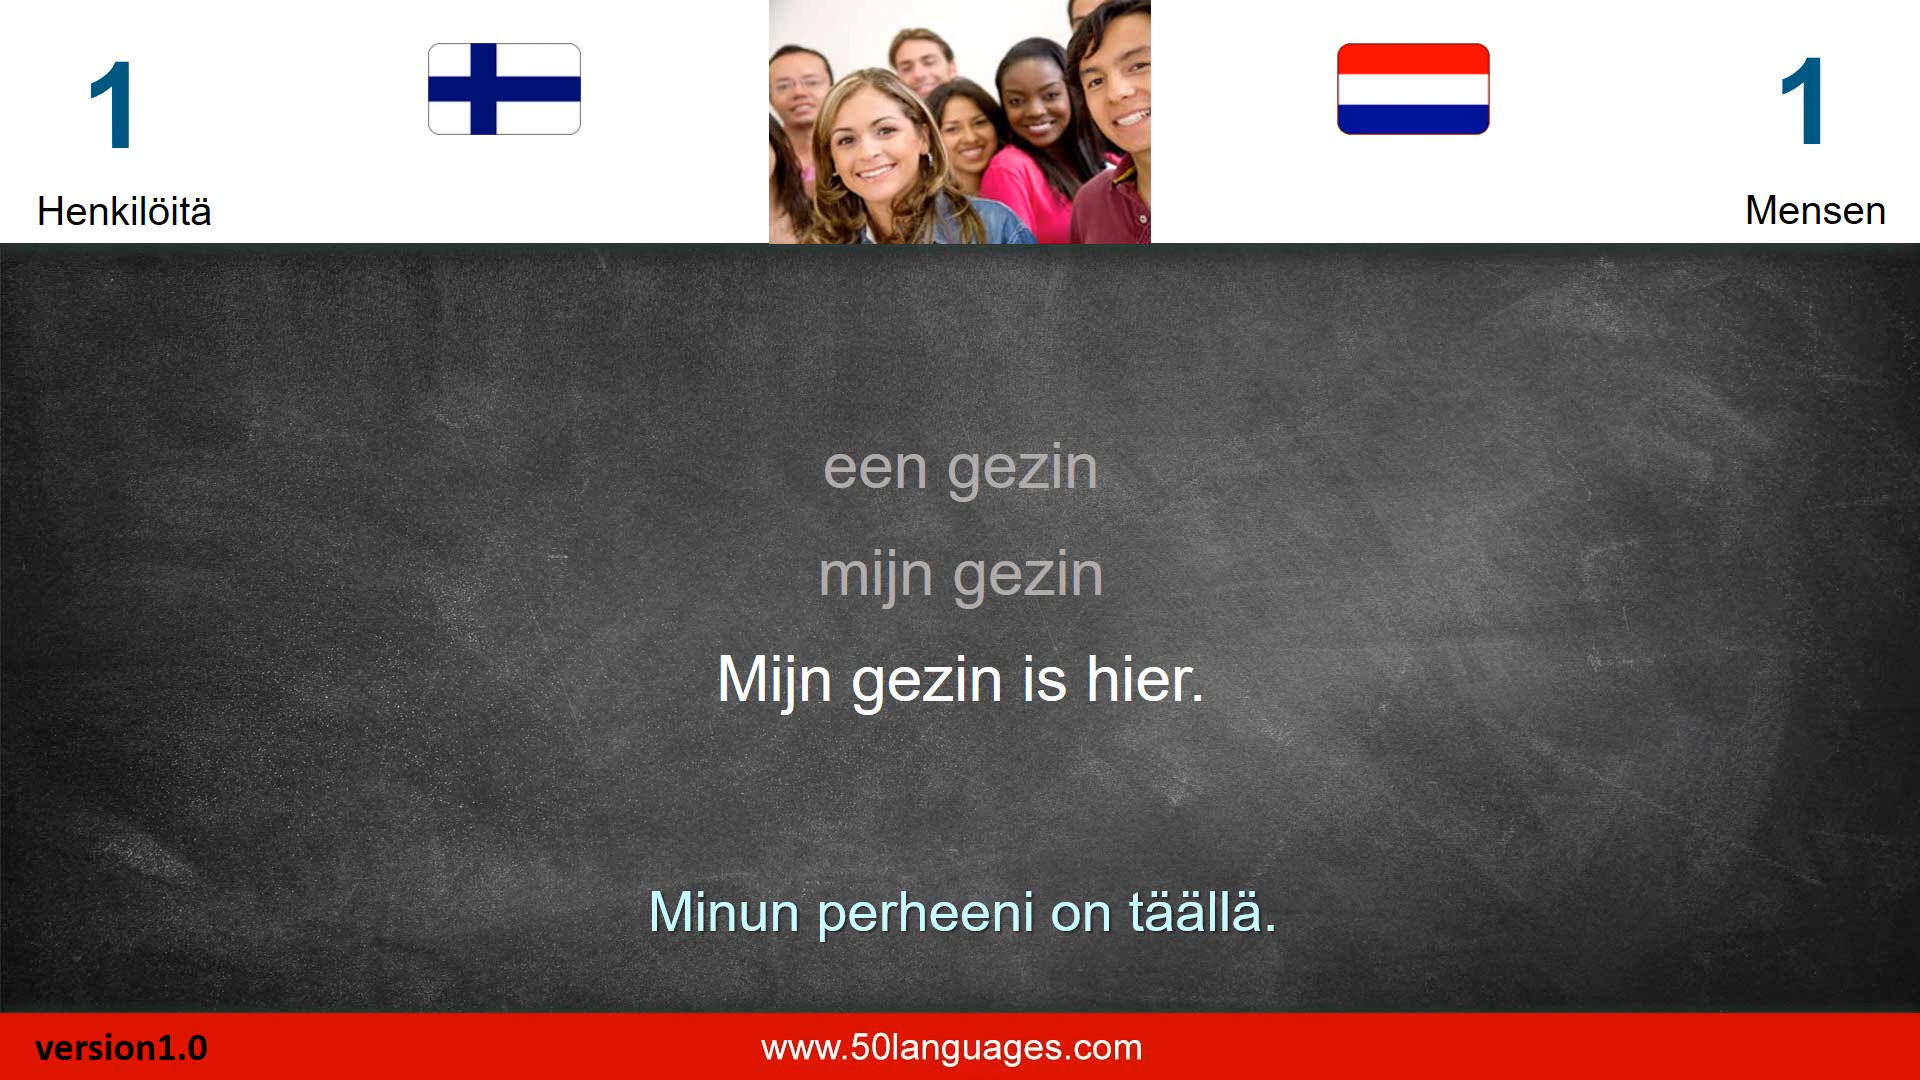 1
1
Henkilöitä
Mensen
een gezin
mijn gezin
Mijn gezin is hier.
Minun perheeni on täällä.
version1.0
www.50languages.com